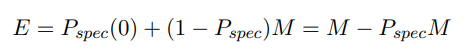 E = P_{spec}(0) + (1 − P_{spec})M = M − P_{spec}M